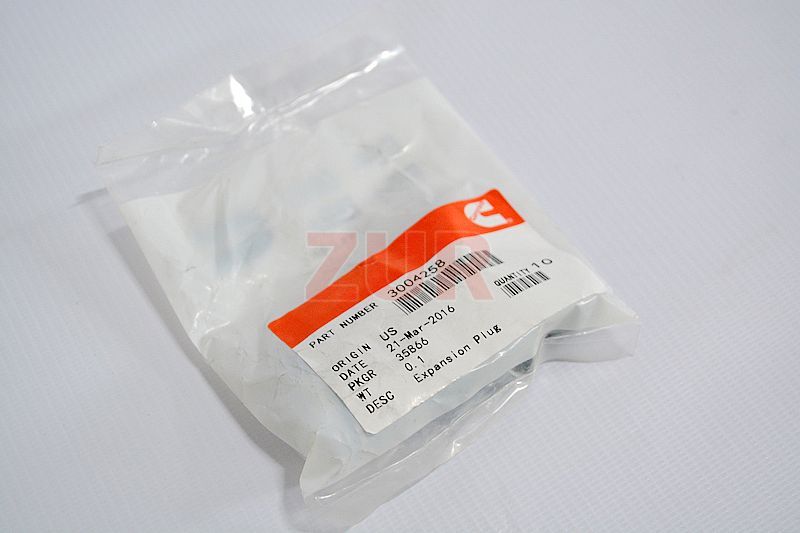 ZUR
PART NUMBER 3004258
QUANTITY 10
ORIGIN US
DATE 21-Mar-2016
PKGR 35866
WT 0.1
DESC Expansion Plug